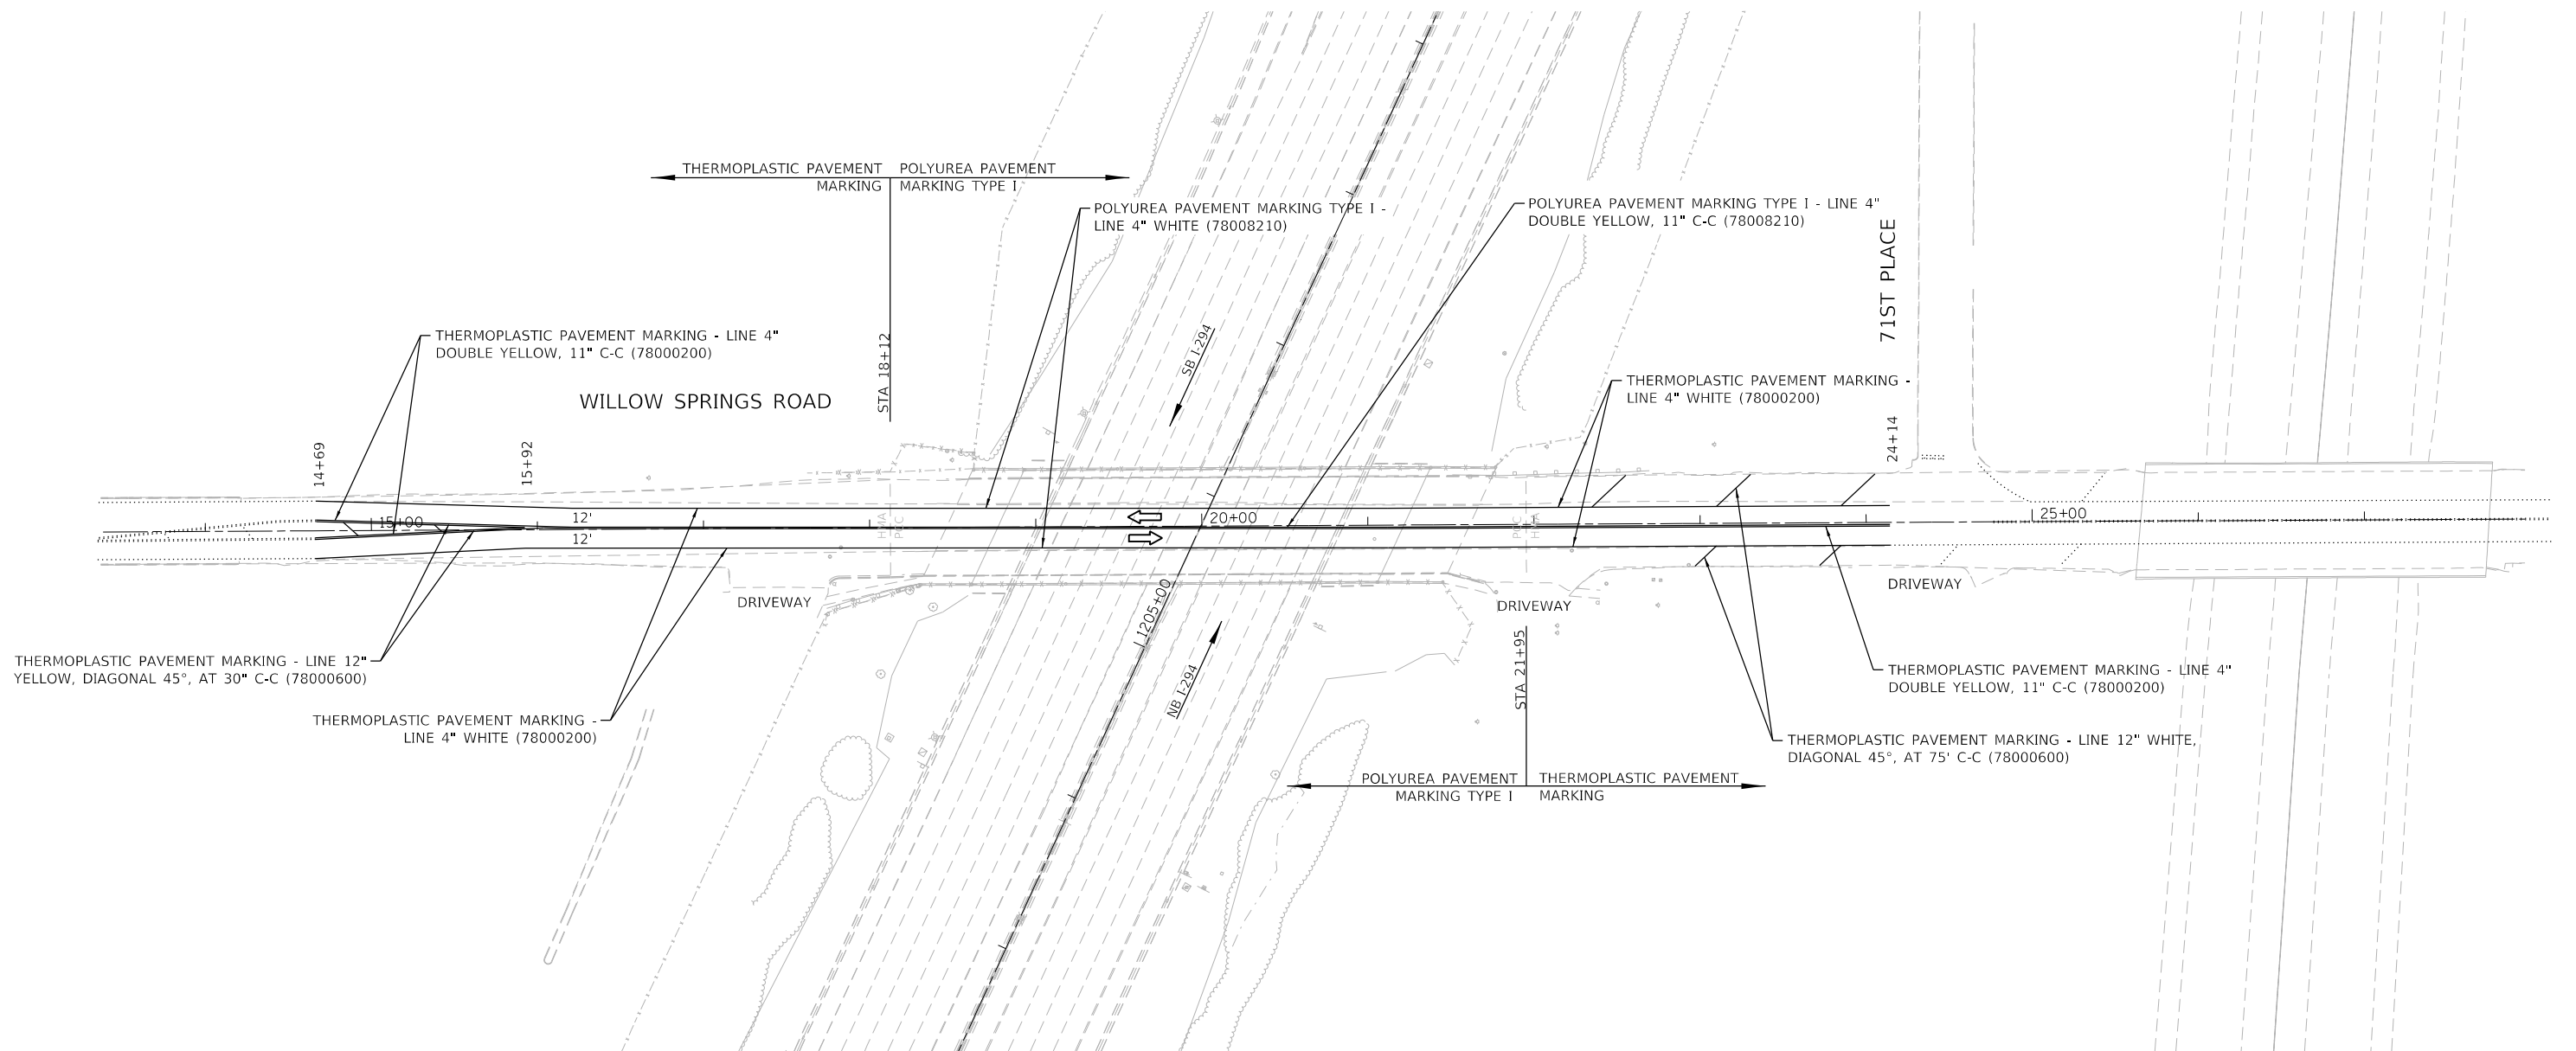 THERMOPLASTIC PAVEMENT
MARKING
POLYUREA PAVEMENT
MARKING TYPE I
POLYUREA PAVEMENT MARKING TYPE I -
LINE 4" WHITE (78008210)
POLYUREA PAVEMENT MARKING TYPE I - LINE 4"
DOUBLE YELLOW, 11" C-C (78008210)
71ST PLACE
THERMOPLASTIC PAVEMENT MARKING - LINE 4"
DOUBLE YELLOW, 11" C-C (78000200)
STA 18+12
SB I-294
WILLOW SPRINGS ROAD
THERMOPLASTIC PAVEMENT MARKING -
LINE 4" WHITE (78000200)
14+69
15+92
24+14
15+00
12'
12'
HMA
PCC
20+00
PCC
HMA
25+00
DRIVEWAY
1205+00
DRIVEWAY
DRIVEWAY
NB I-294
STA 21+95
THERMOPLASTIC PAVEMENT MARKING - LINE 12"
YELLOW, DIAGONAL 45°, AT 30" C-C (78000600)
THERMOPLASTIC PAVEMENT MARKING -
LINE 4" WHITE (78000200)
THERMOPLASTIC PAVEMENT MARKING - LINE 4"
DOUBLE YELLOW, 11" C-C (78000200)
THERMOPLASTIC PAVEMENT MARKING - LINE 12" WHITE,
DIAGONAL 45°, AT 75' C-C (78000600)
POLYUREA PAVEMENT
MARKING TYPE I
THERMOPLASTIC PAVEMENT
MARKING